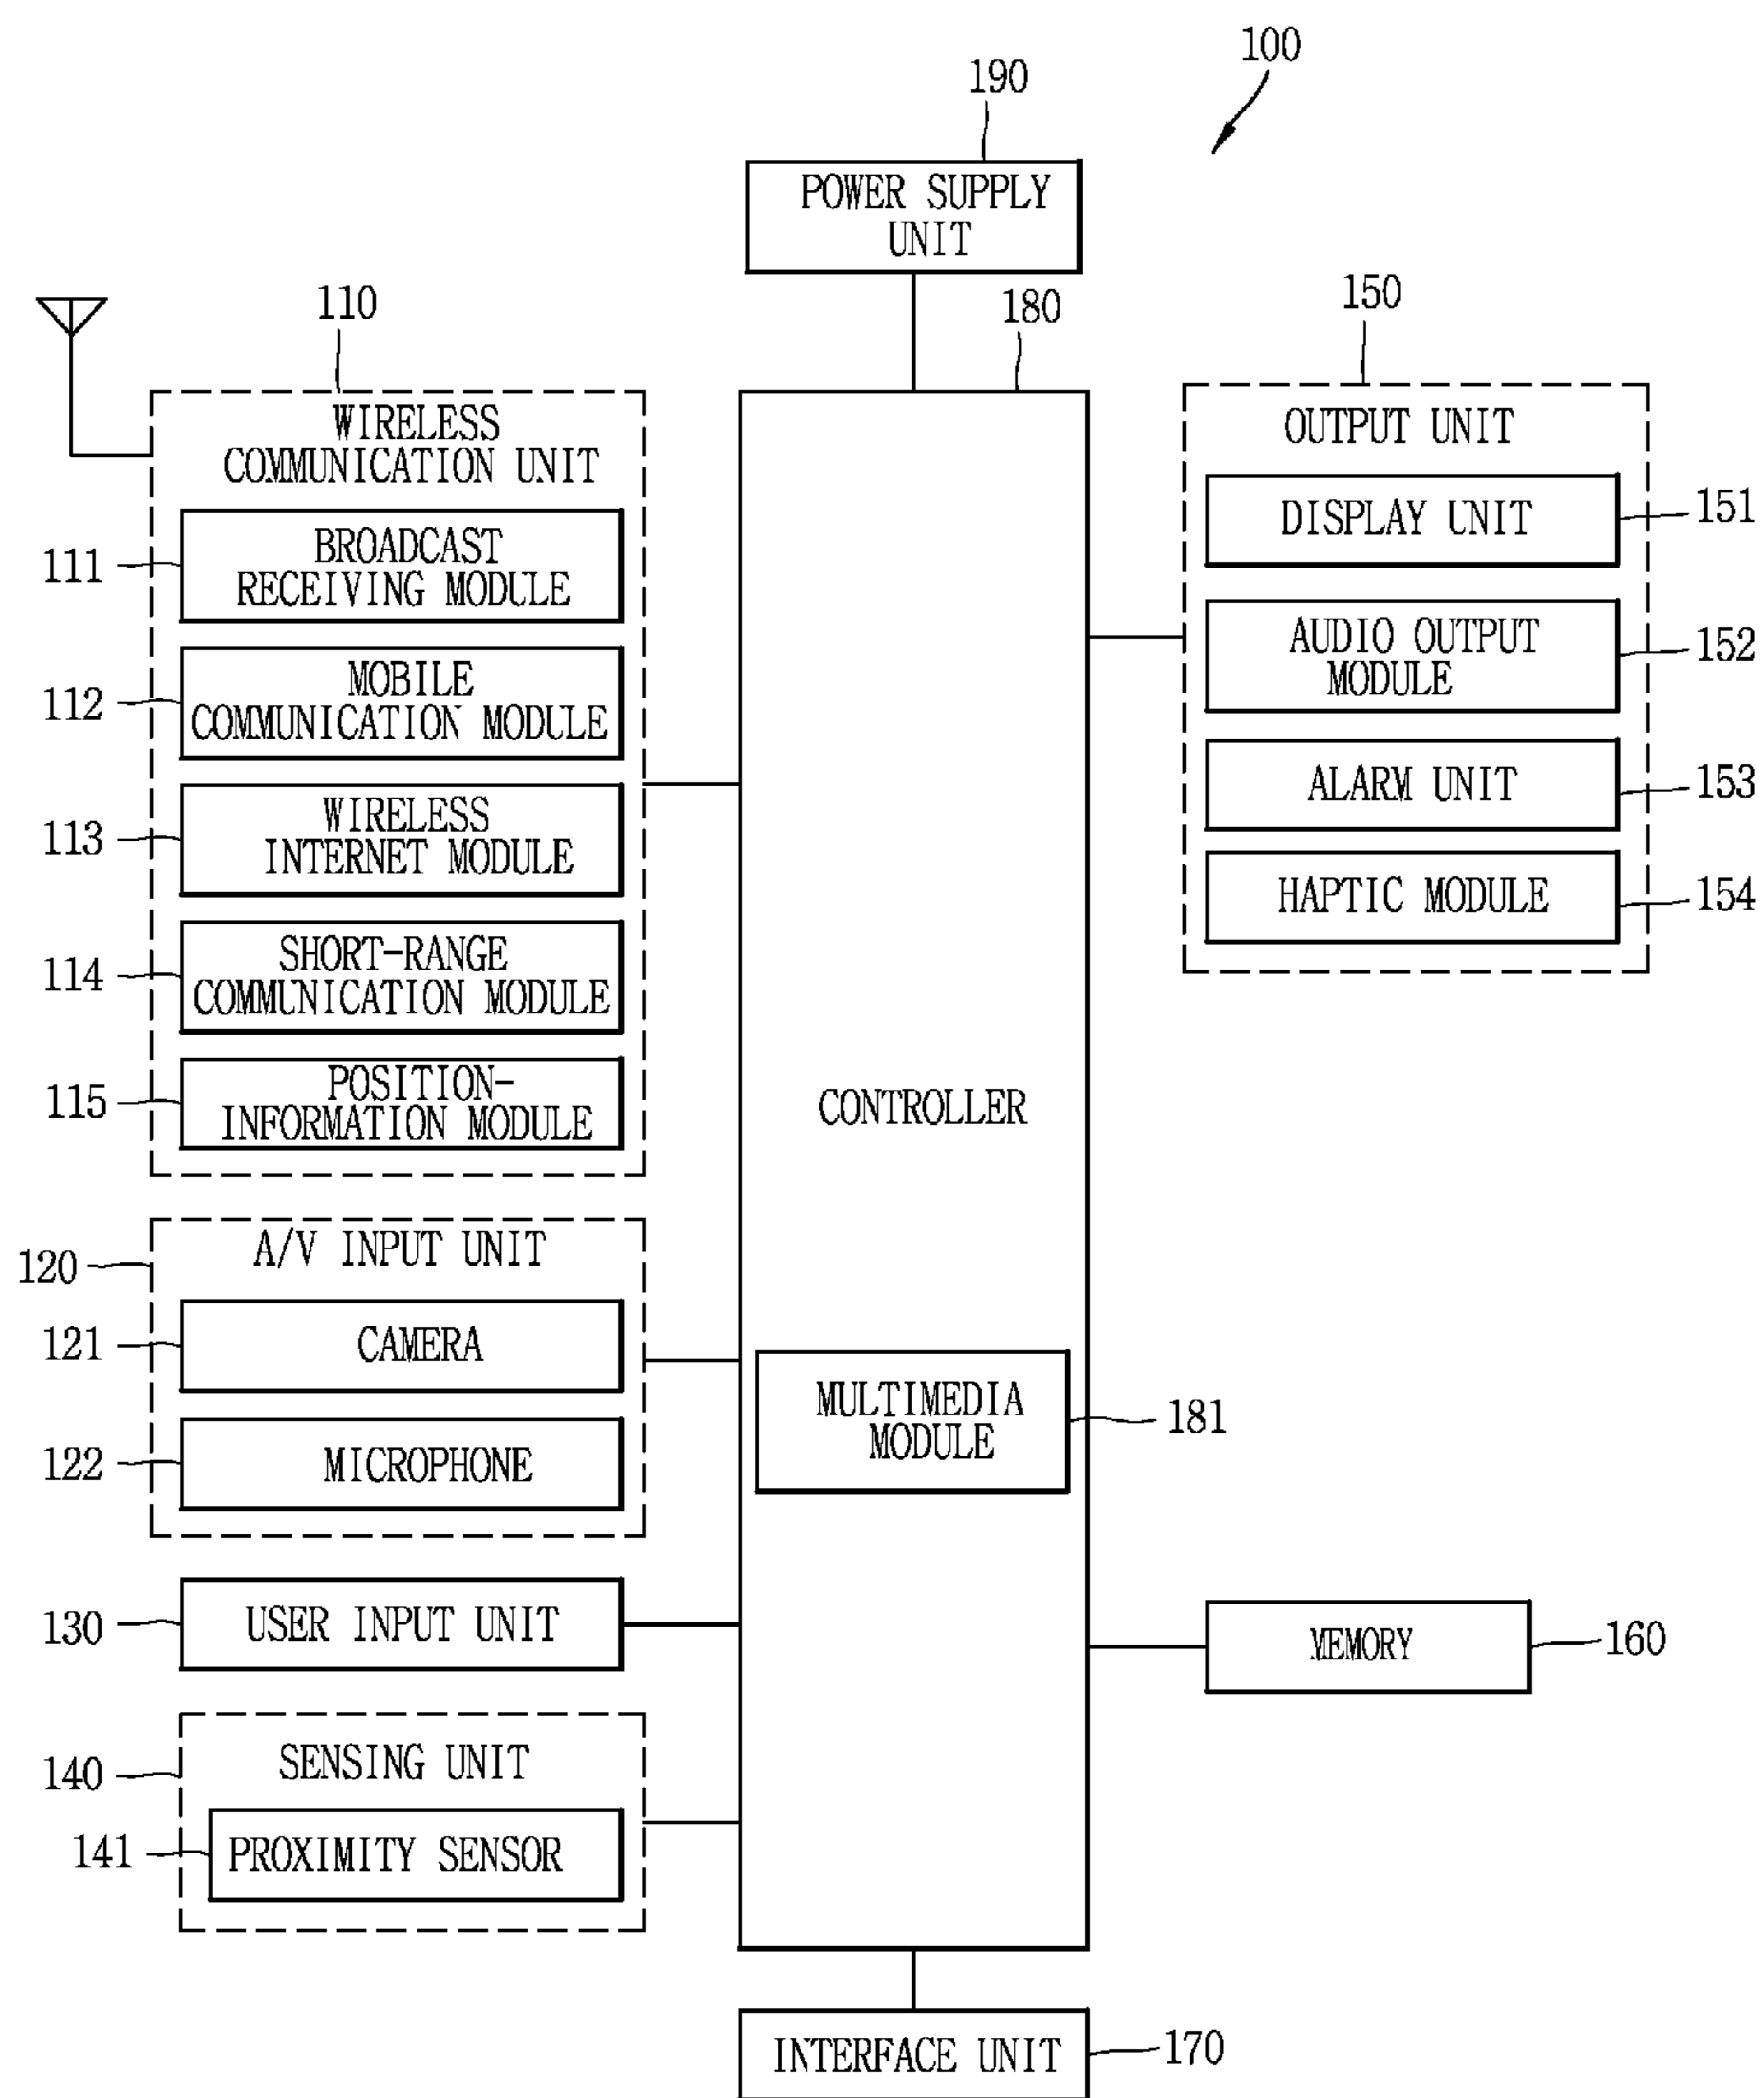 100
190
POWER SUPPLY
UNIT
110
180
150
WIRELESS
COMMUNICATION UNIT
111
BROADCAST
RECEIVING MODULE
112
MOBILE
COMMUNICATION MODULE
113
WIRELESS
INTERNET MODULE
114
SHORT-RANGE
COMMUNICATION MODULE
115
POSITION-
INFORMATION MODULE
120
A/V INPUT UNIT
121
CAMERA
122
MICROPHONE
130
USER INPUT UNIT
140
SENSING UNIT
141
PROXIMITY SENSOR
CONTROLLER
MULTIMEDIA
MODULE
181
OUTPUT UNIT
DISPLAY UNIT
151
AUDIO OUTPUT
MODULE
152
ALARM UNIT
153
HAPTIC MODULE
154
MEMORY
160
INTERFACE UNIT
170